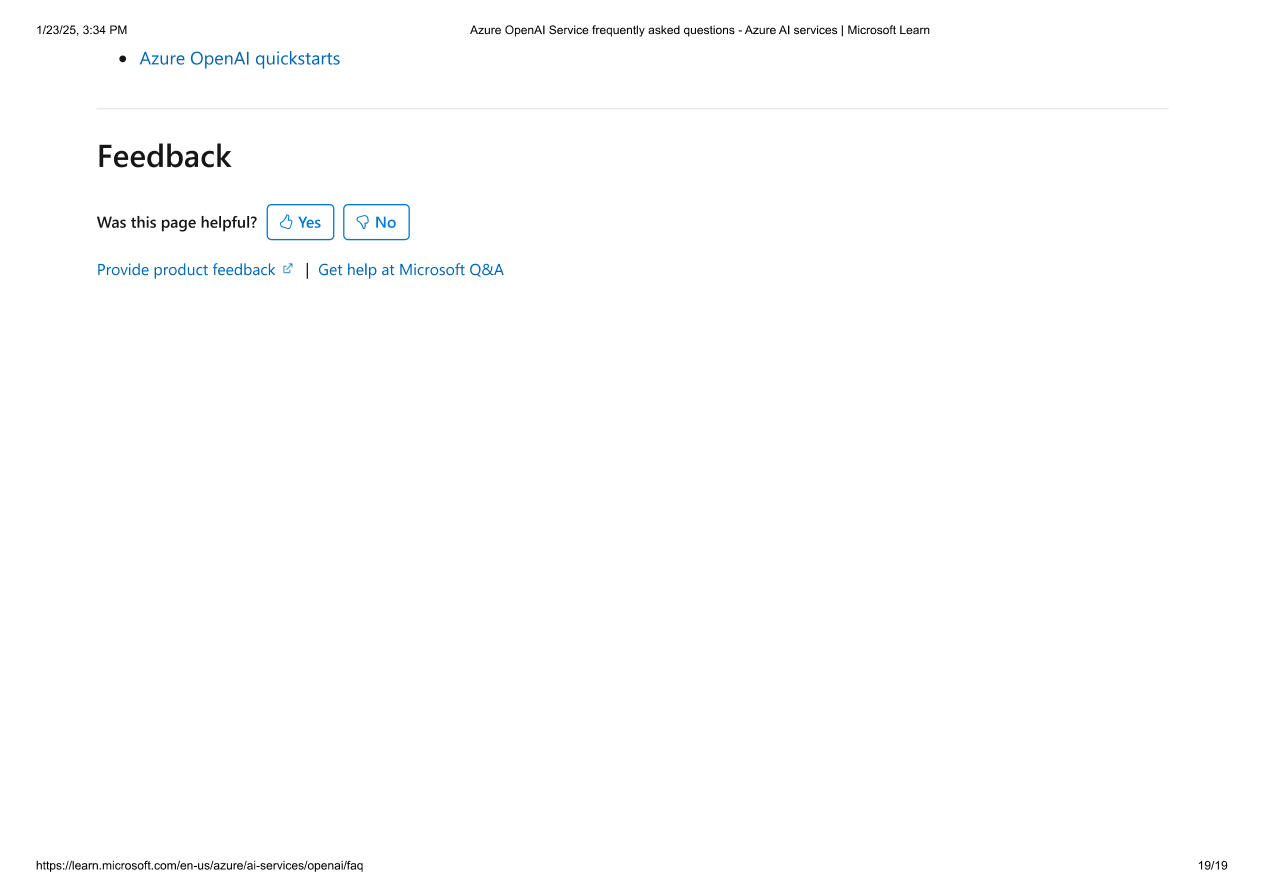 1/23/25, 3:34 PM
Azure OpenAI Service frequently asked questions - Azure AI services | Microsoft Learn
• Azure OpenAI quickstarts
Feedback
Was this page helpful? Yes No
Provide product feedback | Get help at Microsoft Q&A
https://learn.microsoft.com/en-us/azure/ai-services/openai/faq
19/19